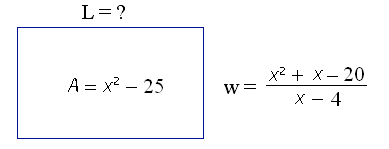 L = ?
A = x² – 25
w = x² + x – 20
x – 4